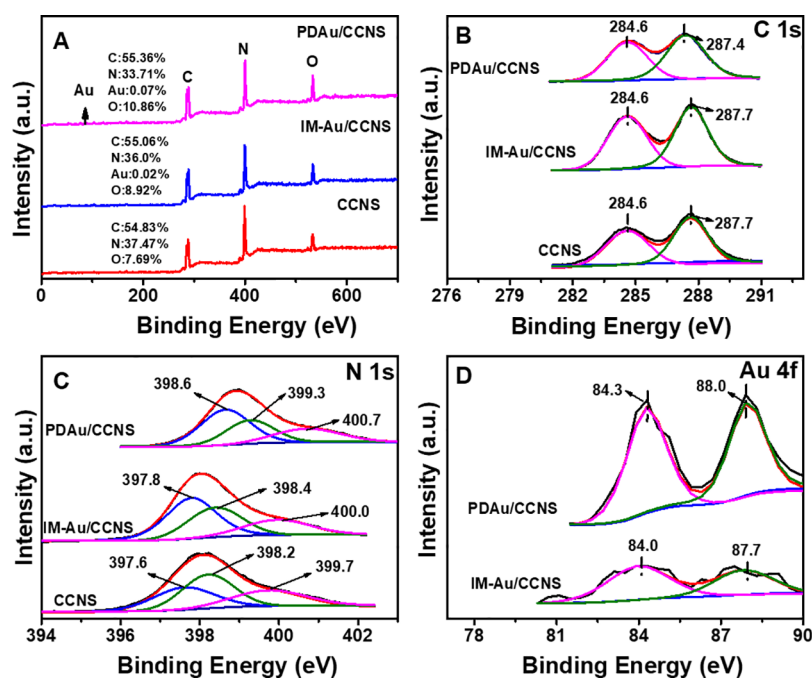 A
PDAu/CCNS
C:55.36%
N:33.71%
Au:0.07%
O:10.86%
Au
C
N
O
IM-Au/CCNS
C:55.06%
N:36.0%
Au:0.02%
O:8.92%
CCNS
C:54.83%
N:37.47%
O:7.69%
0 200 400 600
Binding Energy (eV)
Intensity (a.u.)
B
C 1s
284.6
287.4
PDAu/CCNS
284.6
287.7
IM-Au/CCNS
284.6
287.7
CCNS
276 279 282 285 288 291
Binding Energy (eV)
Intensity (a.u.)
C
N 1s
398.6
399.3
400.7
PDAu/CCNS
397.8
398.4
400.0
IM-Au/CCNS
397.6
398.2
399.7
CCNS
394 396 398 400 402
Binding Energy (eV)
Intensity (a.u.)
D
Au 4f
84.3
88.0
PDAu/CCNS
84.0
87.7
IM-Au/CCNS
78 81 84 87 90
Binding Energy (eV)
Intensity (a.u.)